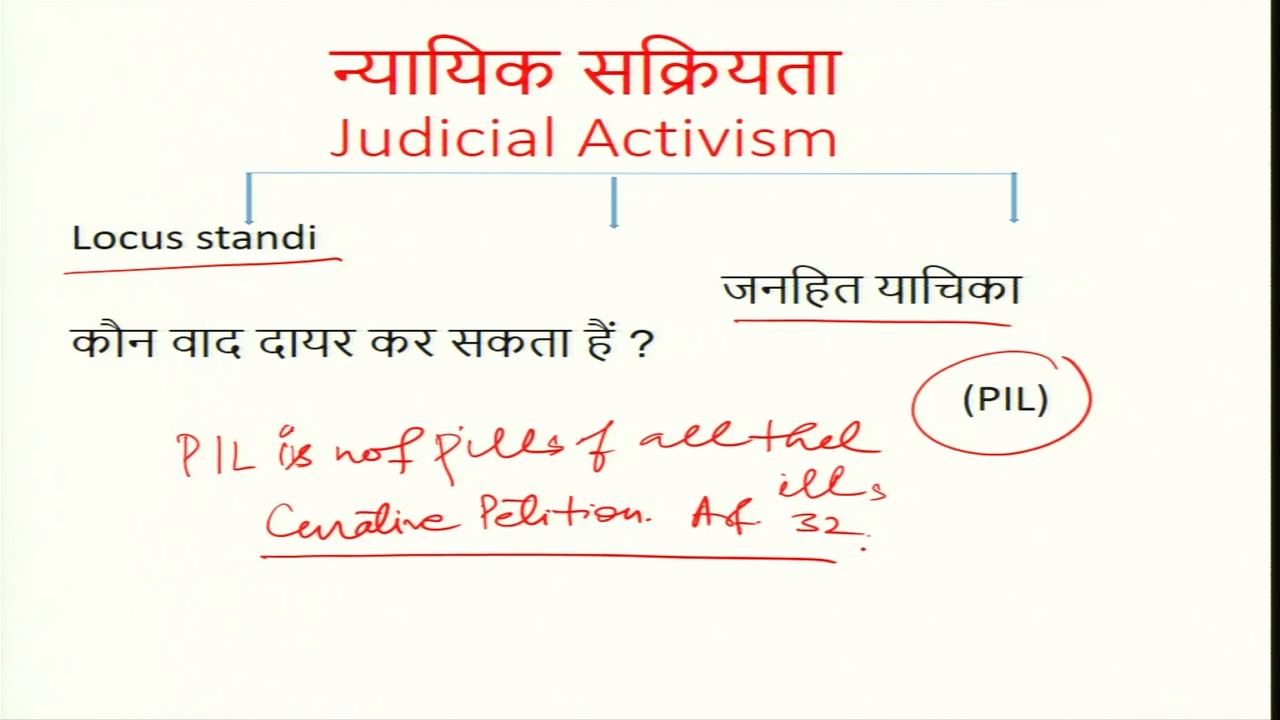 न्यायिक सक्रियता
Judicial Activism
Locus standi
जनहित याचिका
कौन वाद दायर कर सकता हैं ?
(PIL)
PIL is not pills of all the
ills
Curative Petition. Art. 32.